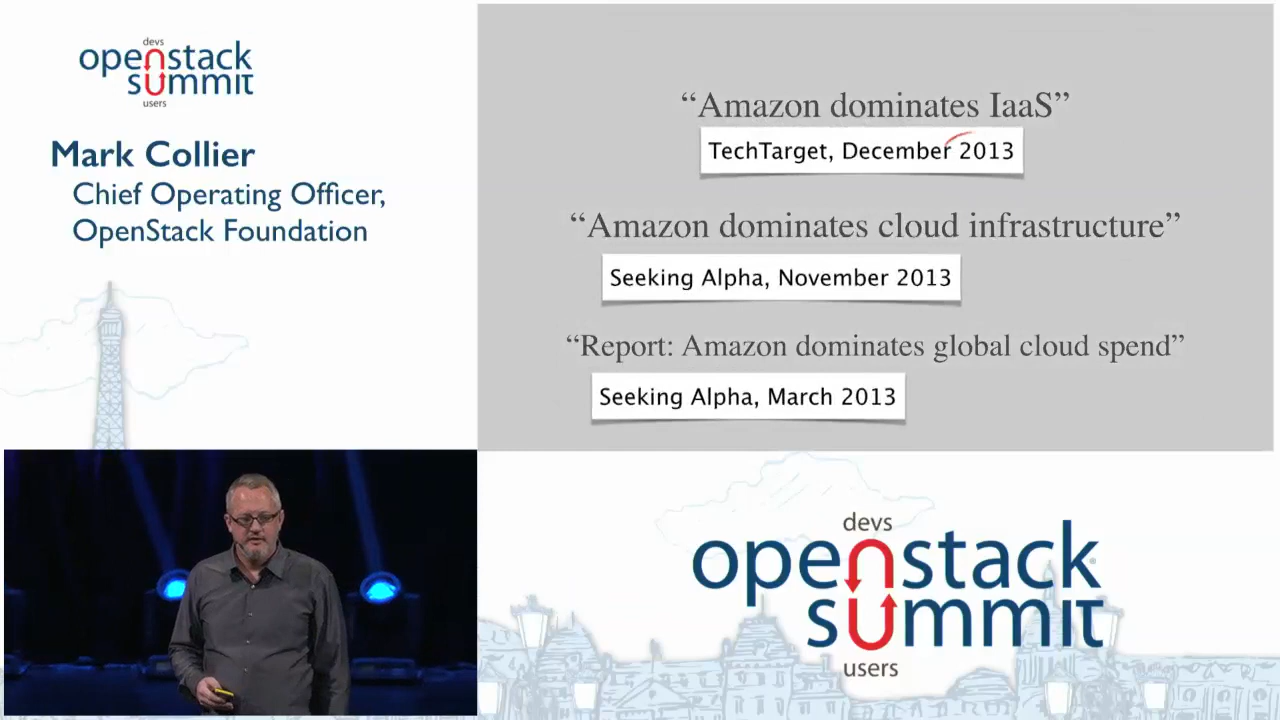 devs
openstack
summit
users
Mark Collier
Chief Operating Officer,
OpenStack Foundation
“Amazon dominates IaaS”
TechTarget, December 2013
“Amazon dominates cloud infrastructure”
Seeking Alpha, November 2013
“Report: Amazon dominates global cloud spend”
Seeking Alpha, March 2013
devs
openstack
summit
users